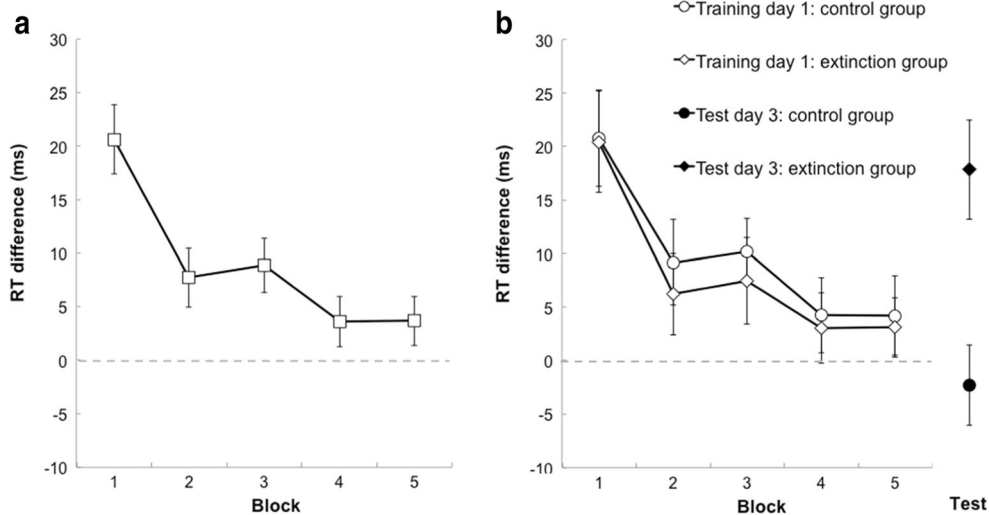 a
30
25
20
15
10
5
0
-5
-10
RT difference (ms)
1 2 3 4 5
Block
b
Training day 1: control group
Training day 1: extinction group
Test day 3: control group
Test day 3: extinction group
30
25
20
15
10
5
0
-5
-10
RT difference (ms)
1 2 3 4 5
Block
Test